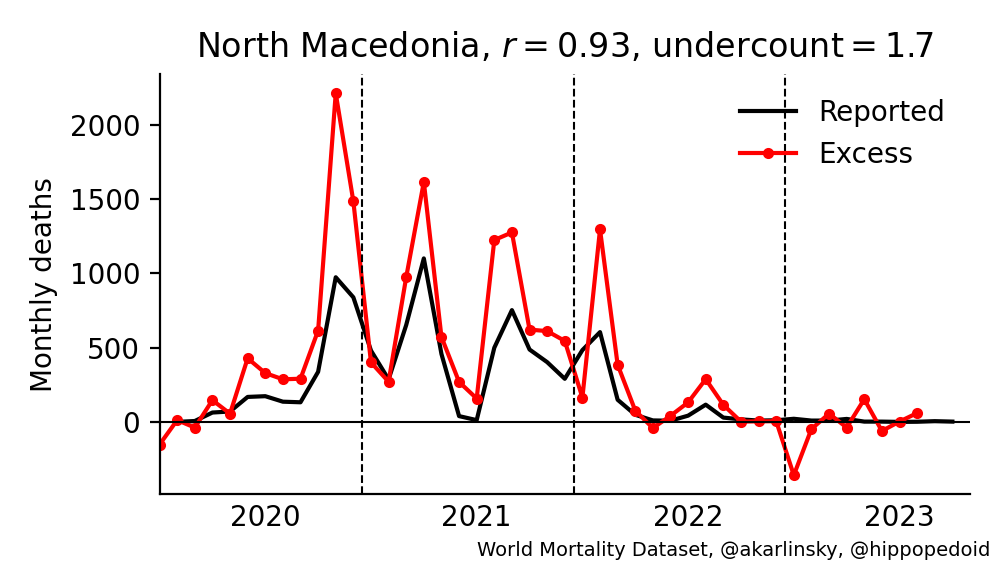 North Macedonia, r = 0.93, undercount = 1.7
Reported
Excess
Monthly deaths
2000
1500
1000
500
0
2020 2021 2022 2023
World Mortality Dataset, @akarlinsky, @hippopedoid